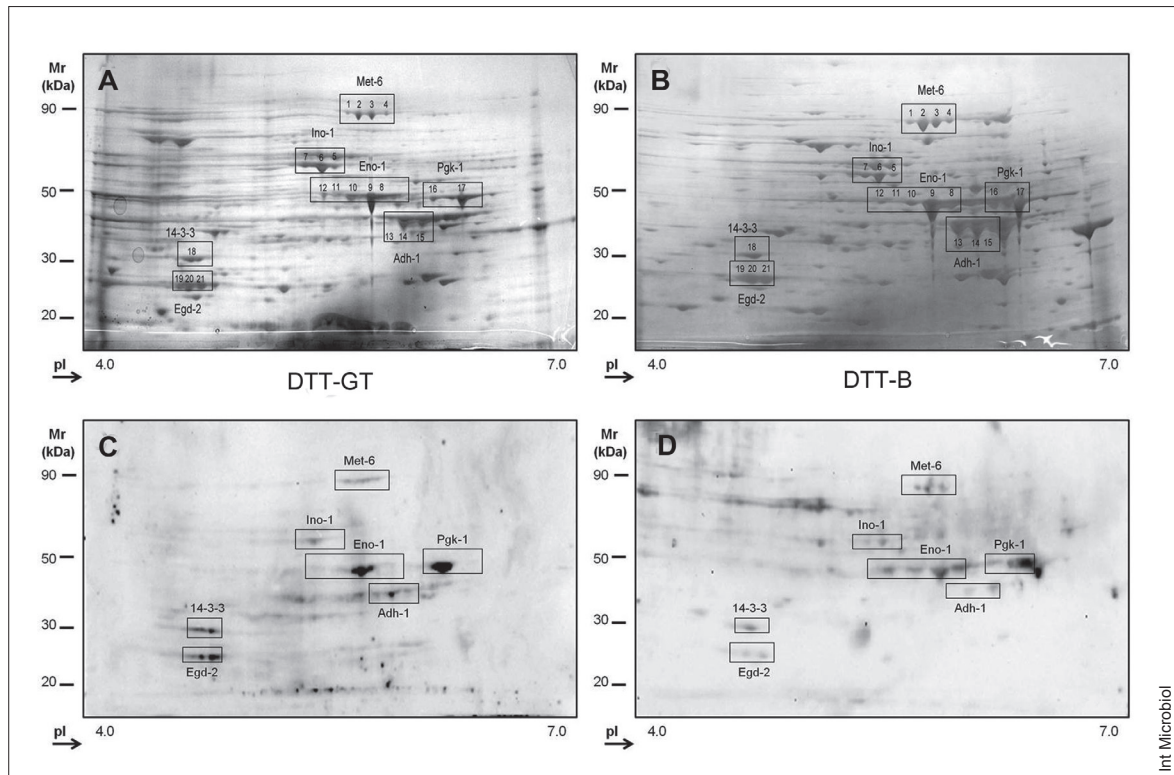 Mr
(kDa)
A
Met-6
90
1 2 3 4
Ino-1
7 6 5
Eno-1
Pgk-1
50
12 11 10 9 8
16 17
14-3-3
18
13 14 15
30
Adh-1
19 20 21
Egd-2
20
pI
4.0
7.0
DTT-GT
Mr
(kDa)
B
Met-6
90
1 2 3 4
Ino-1
7 6 5
Eno-1
Pgk-1
50
12 11 10 9 8
16 17
14-3-3
18
13 14 15
30
Adh-1
19 20 21
Egd-2
20
pI
4.0
7.0
DTT-B
Mr
(kDa)
C
Met-6
90
Ino-1
Eno-1
Pgk-1
50
14-3-3
Adh-1
30
Egd-2
20
pI
4.0
7.0
Mr
(kDa)
D
Met-6
90
Ino-1
Eno-1
Pgk-1
50
14-3-3
Adh-1
30
Egd-2
20
pI
4.0
7.0
Int Microbiol